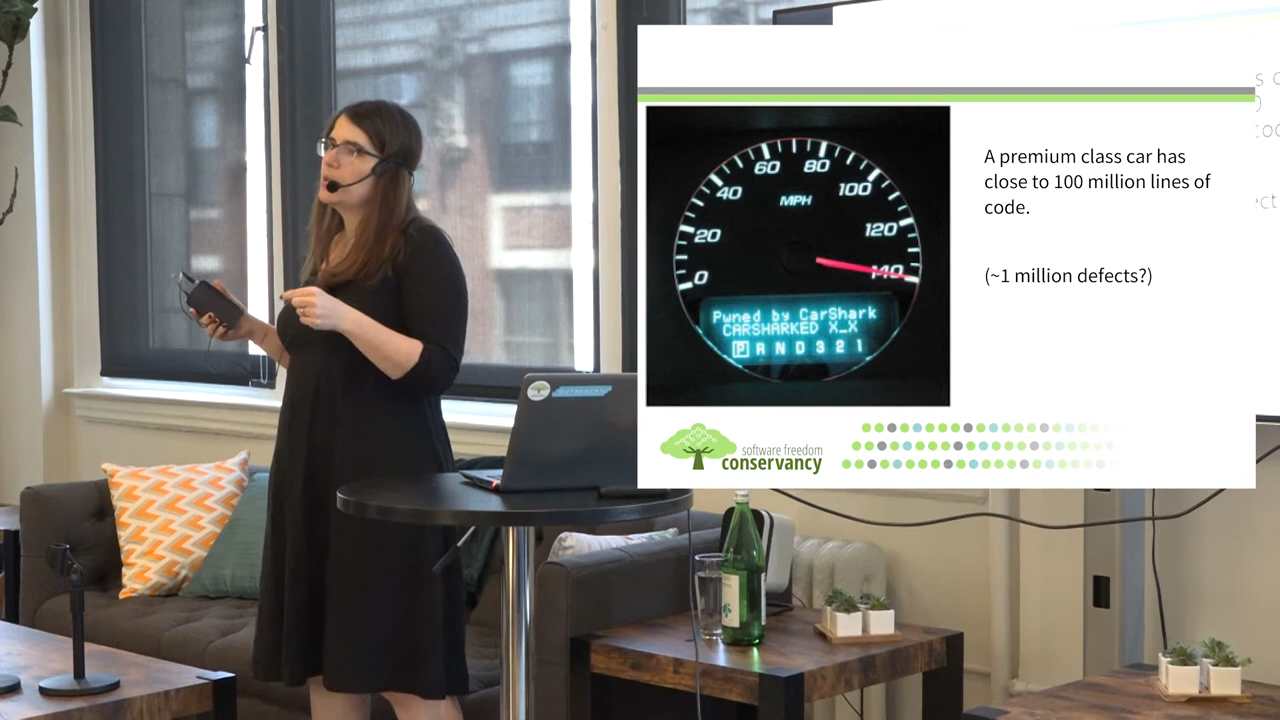 A premium class car has
close to 100 million lines of
code.
(~1 million defects?)
60 80
40 100
MPH
20 120
0 140
Pwned by CarShark
CARSHARKED X_X
P R N D 3 2 1
software freedom
conservancy
OUTREACHY